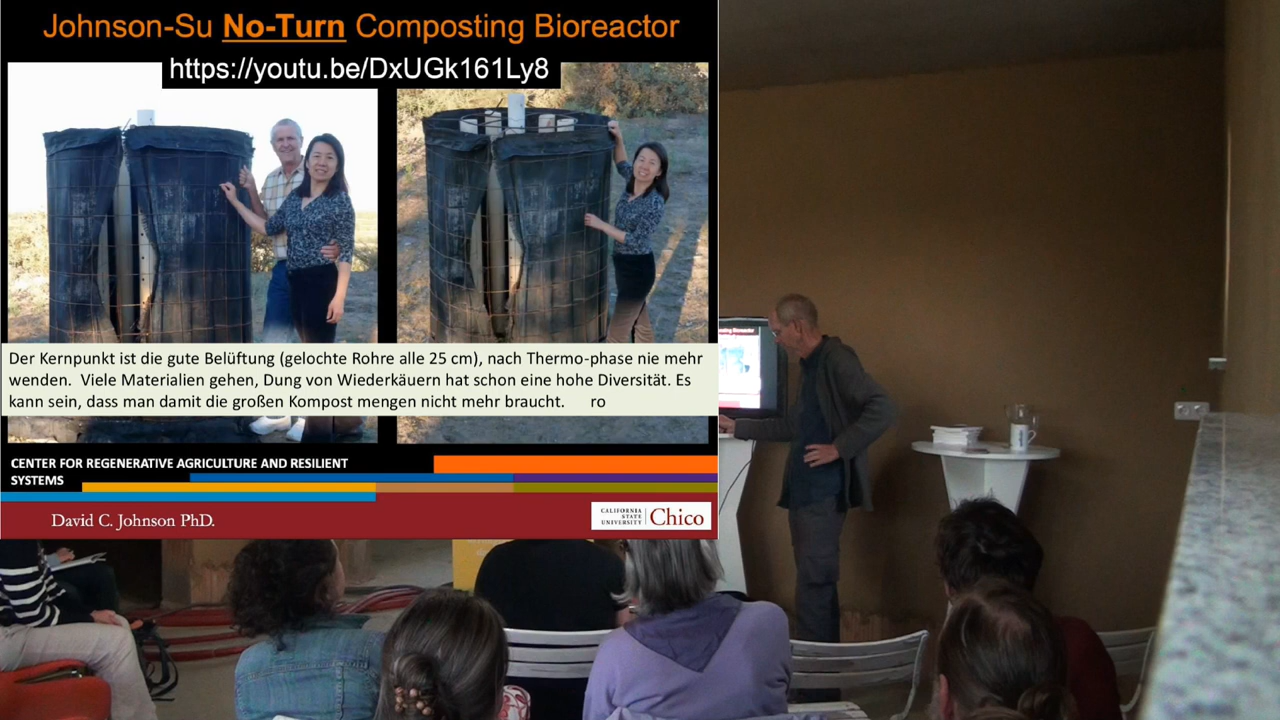 Johnson-Su No-Turn Composting Bioreactor
https://youtu.be/DxUGk161Ly8
Der Kernpunkt ist die gute Belüftung (gelochte Rohre alle 25 cm), nach Thermo-phase nie mehr
wenden. Viele Materialien gehen, Dung von Wiederkäuern hat schon eine hohe Diversität. Es
kann sein, dass man damit die großen Kompost mengen nicht mehr braucht. ro
CENTER FOR REGENERATIVE AGRICULTURE AND RESILIENT
SYSTEMS
David C. Johnson PhD.
CALIFORNIA
STATE
UNIVERSITY
Chico